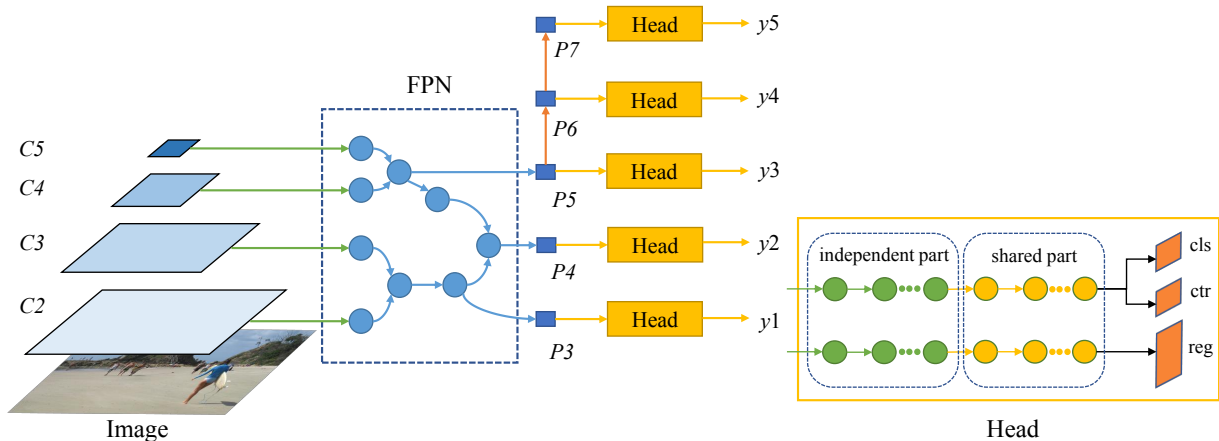 Head
y5
P7
FPN
Head
y4
P6
C5
Head
y3
C4
P5
C3
Head
y2
P4
C2
Head
y1
P3
independent part
shared part
cls
ctr
reg
Image
Head